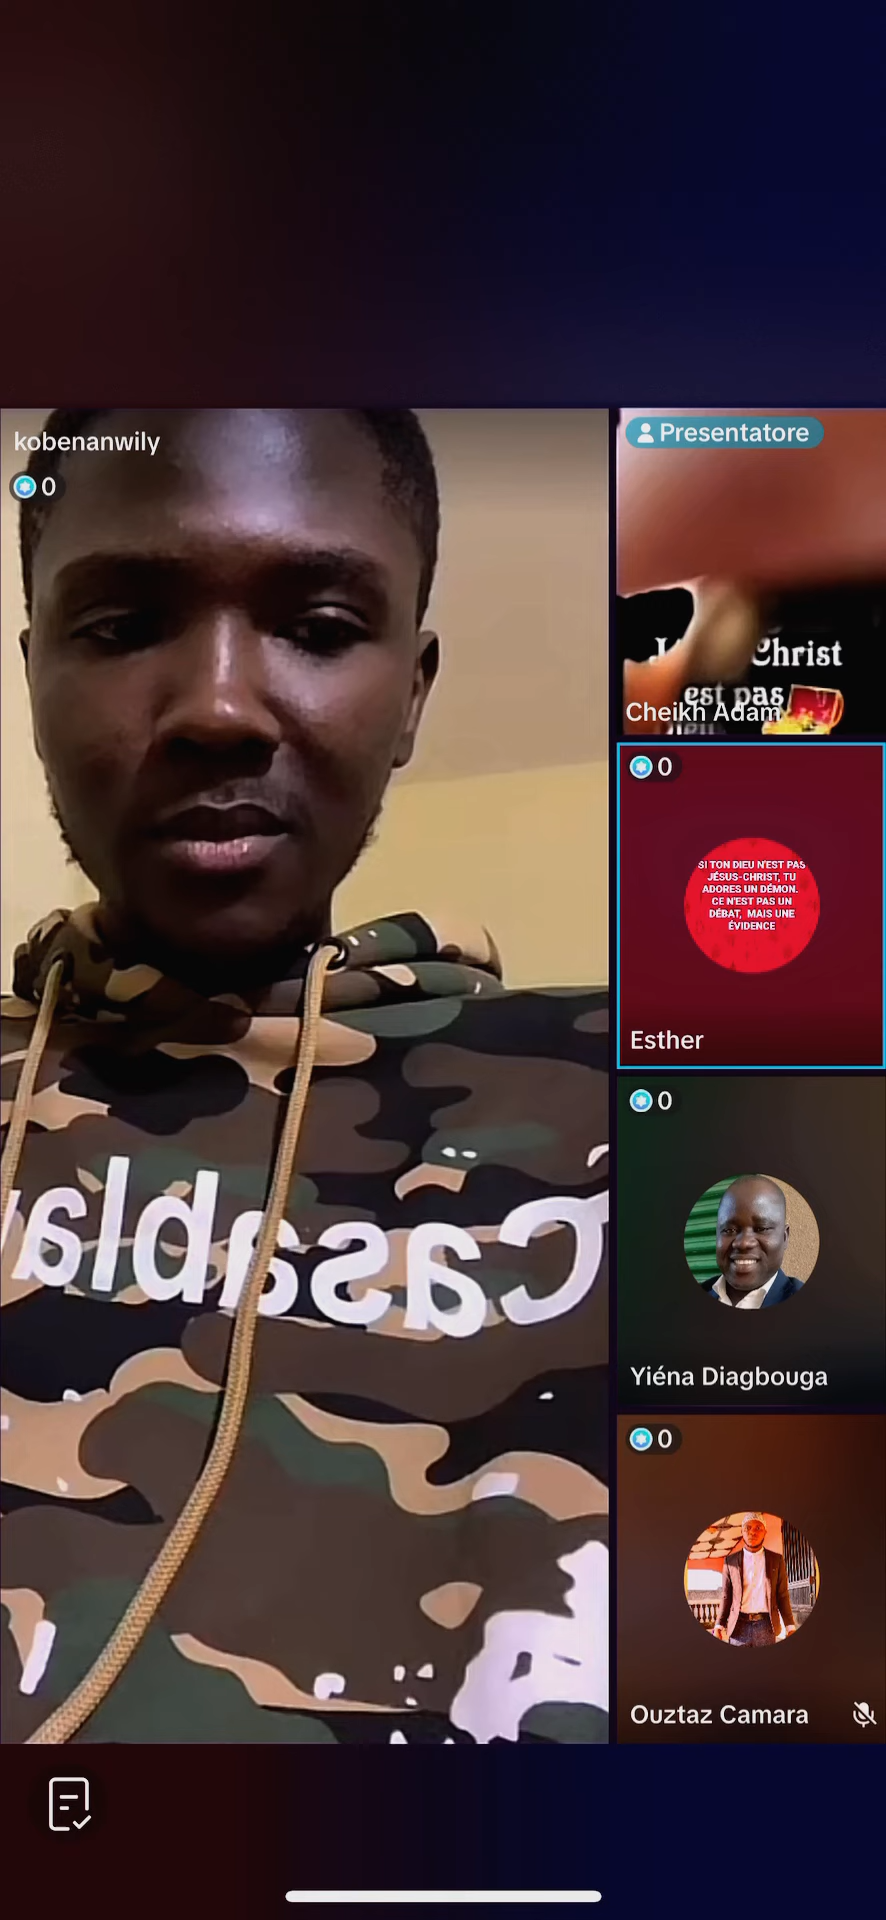 kobenanwily
0
Presentatore
Christ
est pas
Cheikh Adam
0
SI TON DIEU N'EST PAS
JÉSUS-CHRIST, TU
ADORES UN DÉMON.
CE N'EST PAS UN
DÉBAT, MAIS UNE
ÉVIDENCE
Esther
0
Yiéna Diagbouga
0
Ouztaz Camara
Casabla